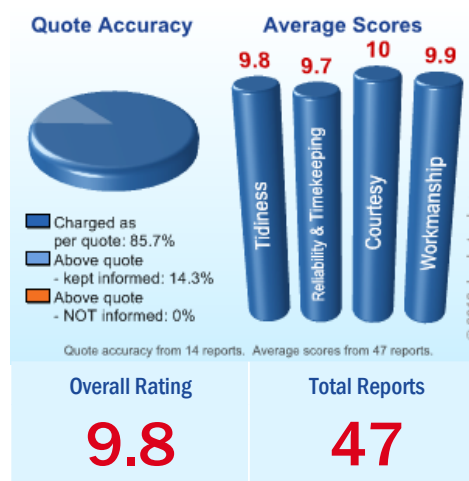 Quote Accuracy
Average Scores
9.8
9.7
10
9.9
Tidiness
Reliability & Timekeeping
Courtesy
Workmanship
Charged as
per quote: 85.7%
Above quote
- kept informed: 14.3%
Above quote
- NOT informed: 0%
Quote accuracy from 14 reports. Average scores from 47 reports.
Overall Rating
Total Reports
9.8
47